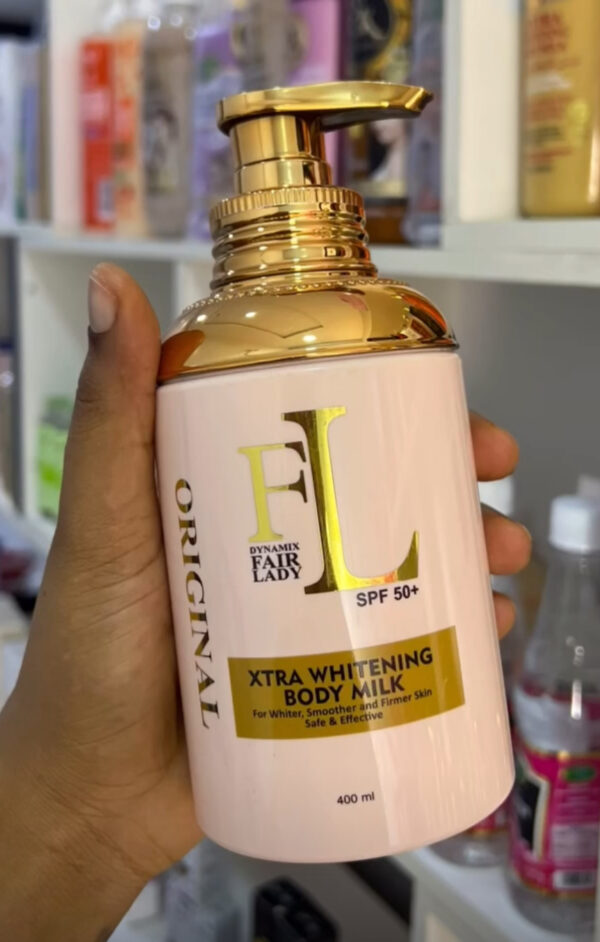 FL
DYNAMIX
FAIR
LADY
SPF 50+
ORIGINAL
XTRA WHITENING
BODY MILK
For Whiter, Smoother and Firmer Skin
Safe & Effective
400 ml